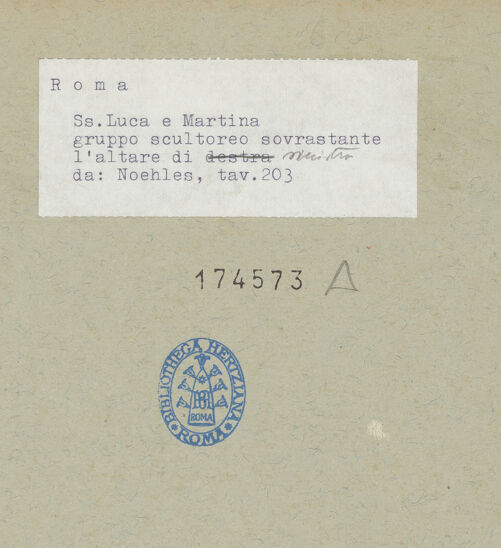 Roma
Ss.Luca e Martina
gruppo scultoreo sovrastante
l'altare di destra sinistra
da: Noehles, tav.203
174573 A
BIBLIOTHECA HERTZIANA
BH
ROMA
* ROMA *